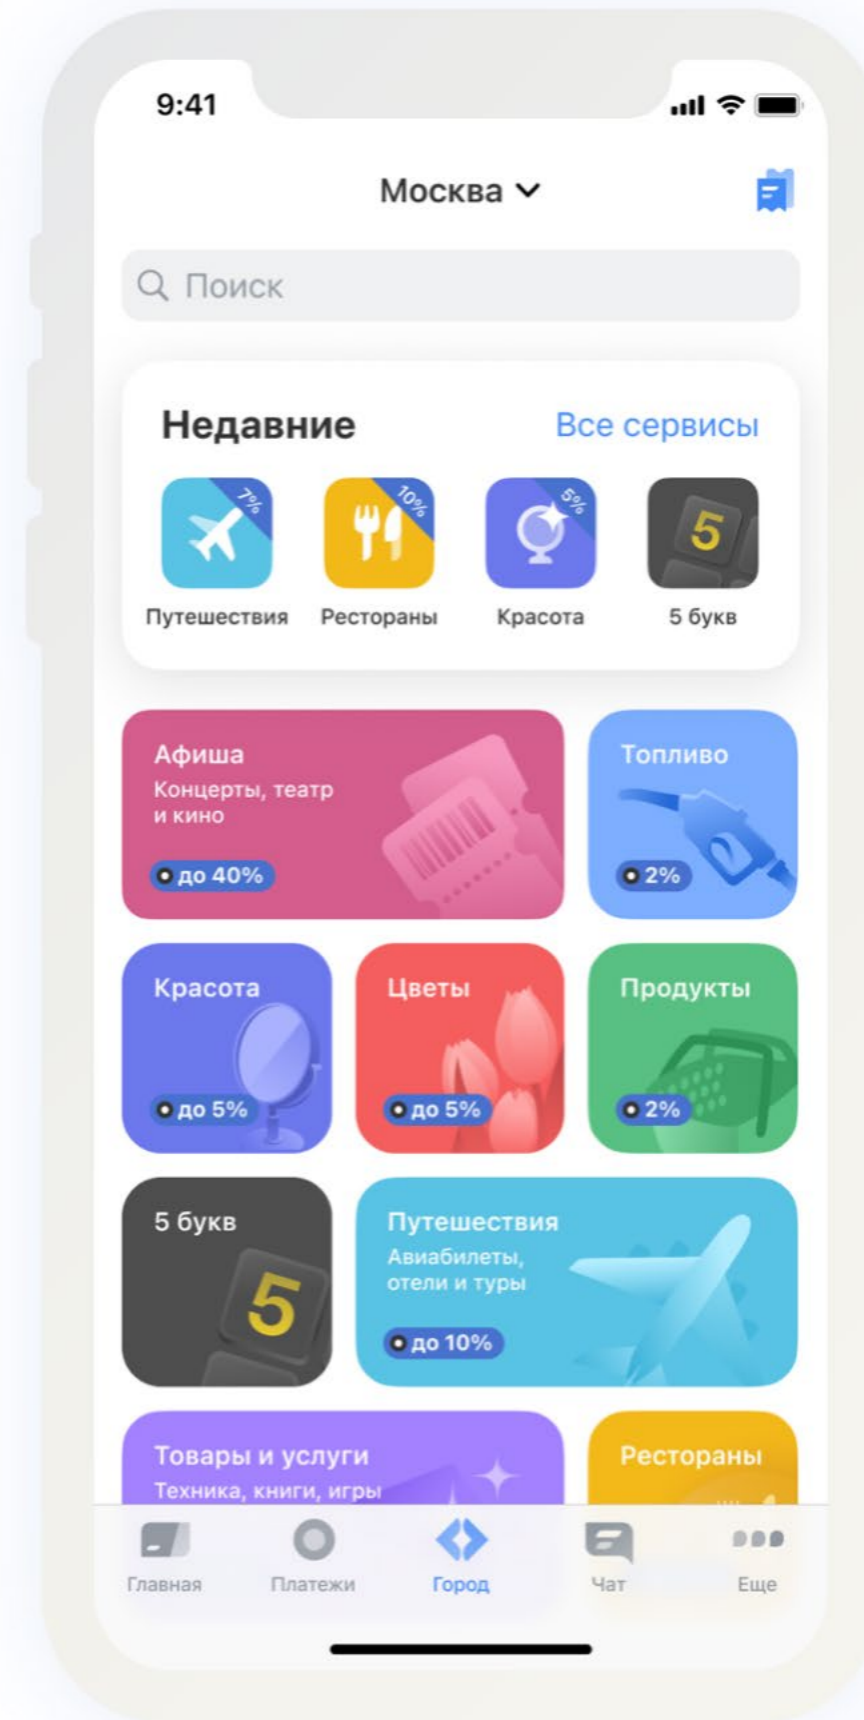 9:41
Москва
Поиск
Недавние
Все сервисы
7%
10%
5%
5
Путешествия
Рестораны
Красота
5 букв
Афиша
Концерты, театр
и кино
до 40%
Топливо
2%
Красота
до 5%
Цветы
до 5%
Продукты
2%
5 букв
5
Путешествия
Авиабилеты,
отели и туры
до 10%
Товары и услуги
Техника, книги, игры
Рестораны
Главная
Платежи
Город
Чат
Еще